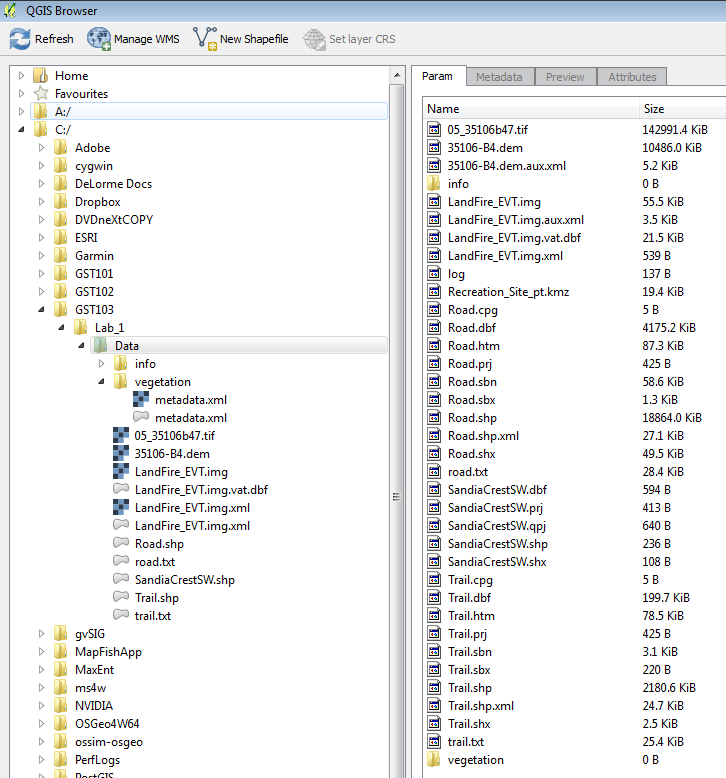 QGIS Browser
Refresh Manage WMS New Shapefile Set layer CRS
Home
Favourites
A:/
C:/
Adobe
cygwin
DeLorme Docs
Dropbox
DVDneXtCOPY
ESRI
Garmin
GST101
GST102
GST103
Lab_1
Data
info
vegetation
metadata.xml
metadata.xml
05_35106b47.tif
35106-B4.dem
LandFire_EVT.img
LandFire_EVT.img.vat.dbf
LandFire_EVT.img.xml
LandFire_EVT.img.xml
Road.shp
road.txt
SandiaCrestSW.shp
Trail.shp
trail.txt
gvSIG
MapFishApp
MaxEnt
ms4w
NVIDIA
OSGeo4W64
ossim-osgeo
PerfLogs
PostGIS
Param Metadata Preview Attributes
Name Size
05_35106b47.tif 142991.4 KiB
35106-B4.dem 10486.0 KiB
35106-B4.dem.aux.xml 5.2 KiB
info 0 B
LandFire_EVT.img 55.5 KiB
LandFire_EVT.img.aux.xml 3.5 KiB
LandFire_EVT.img.vat.dbf 21.5 KiB
LandFire_EVT.img.xml 539 B
log 137 B
Recreation_Site_pt.kmz 19.4 KiB
Road.cpg 5 B
Road.dbf 4175.2 KiB
Road.htm 87.3 KiB
Road.prj 425 B
Road.sbn 58.6 KiB
Road.sbx 1.3 KiB
Road.shp 18864.0 KiB
Road.shp.xml 27.1 KiB
Road.shx 49.5 KiB
road.txt 28.4 KiB
SandiaCrestSW.dbf 594 B
SandiaCrestSW.prj 413 B
SandiaCrestSW.qpj 640 B
SandiaCrestSW.shp 236 B
SandiaCrestSW.shx 108 B
Trail.cpg 5 B
Trail.dbf 199.7 KiB
Trail.htm 78.5 KiB
Trail.prj 425 B
Trail.sbn 3.1 KiB
Trail.sbx 220 B
Trail.shp 2180.6 KiB
Trail.shp.xml 24.7 KiB
Trail.shx 2.5 KiB
trail.txt 25.4 KiB
vegetation 0 B